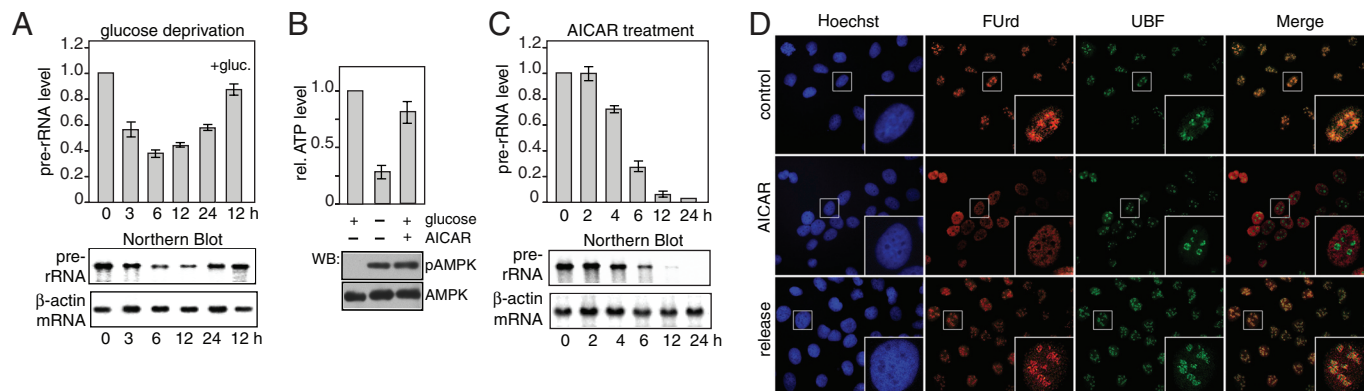 A
glucose deprivation
pre-rRNA level
1.2
1.0
0.8
0.6
0.4
0.2
0
+gluc.
0 3 6 12 24 12 h
Northern Blot
pre-
rRNA
β-actin
mRNA
0 3 6 12 24 12 h
B
rel. ATP level
1.0
0.5
0
+ − + glucose
− − + AICAR
WB:
pAMPK
AMPK
C
AICAR treatment
pre-rRNA level
1.2
1.0
0.8
0.6
0.4
0.2
0
0 2 4 6 12 24 h
Northern Blot
pre-
rRNA
β-actin
mRNA
0 2 4 6 12 24 h
D
Hoechst FUrd UBF Merge
control
AICAR
release